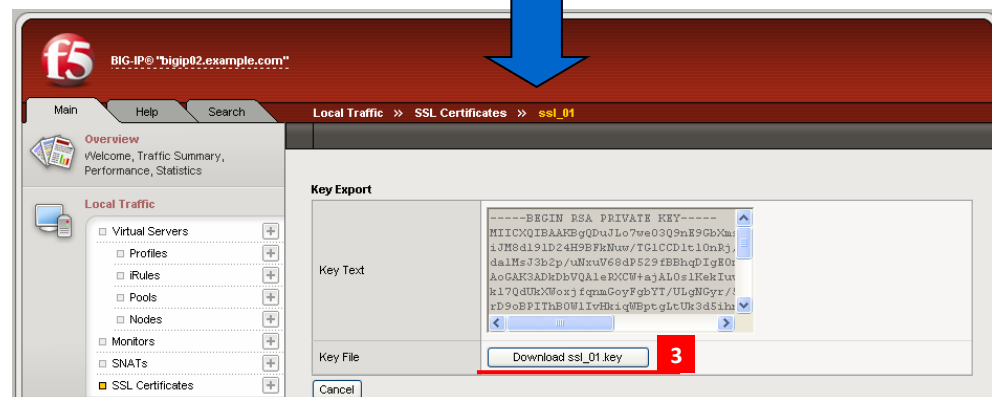 f5
BIG-IP® "bigip02.example.com"
Main Help Search
Local Traffic » SSL Certificates » ssl_01
Overview
Welcome, Traffic Summary,
Performance, Statistics
Local Traffic
Virtual Servers
Profiles
iRules
Pools
Nodes
Monitors
SNATs
SSL Certificates
Key Export
Key Text
-----BEGIN RSA PRIVATE KEY-----
Key File
Download ssl_01.key
3
Cancel